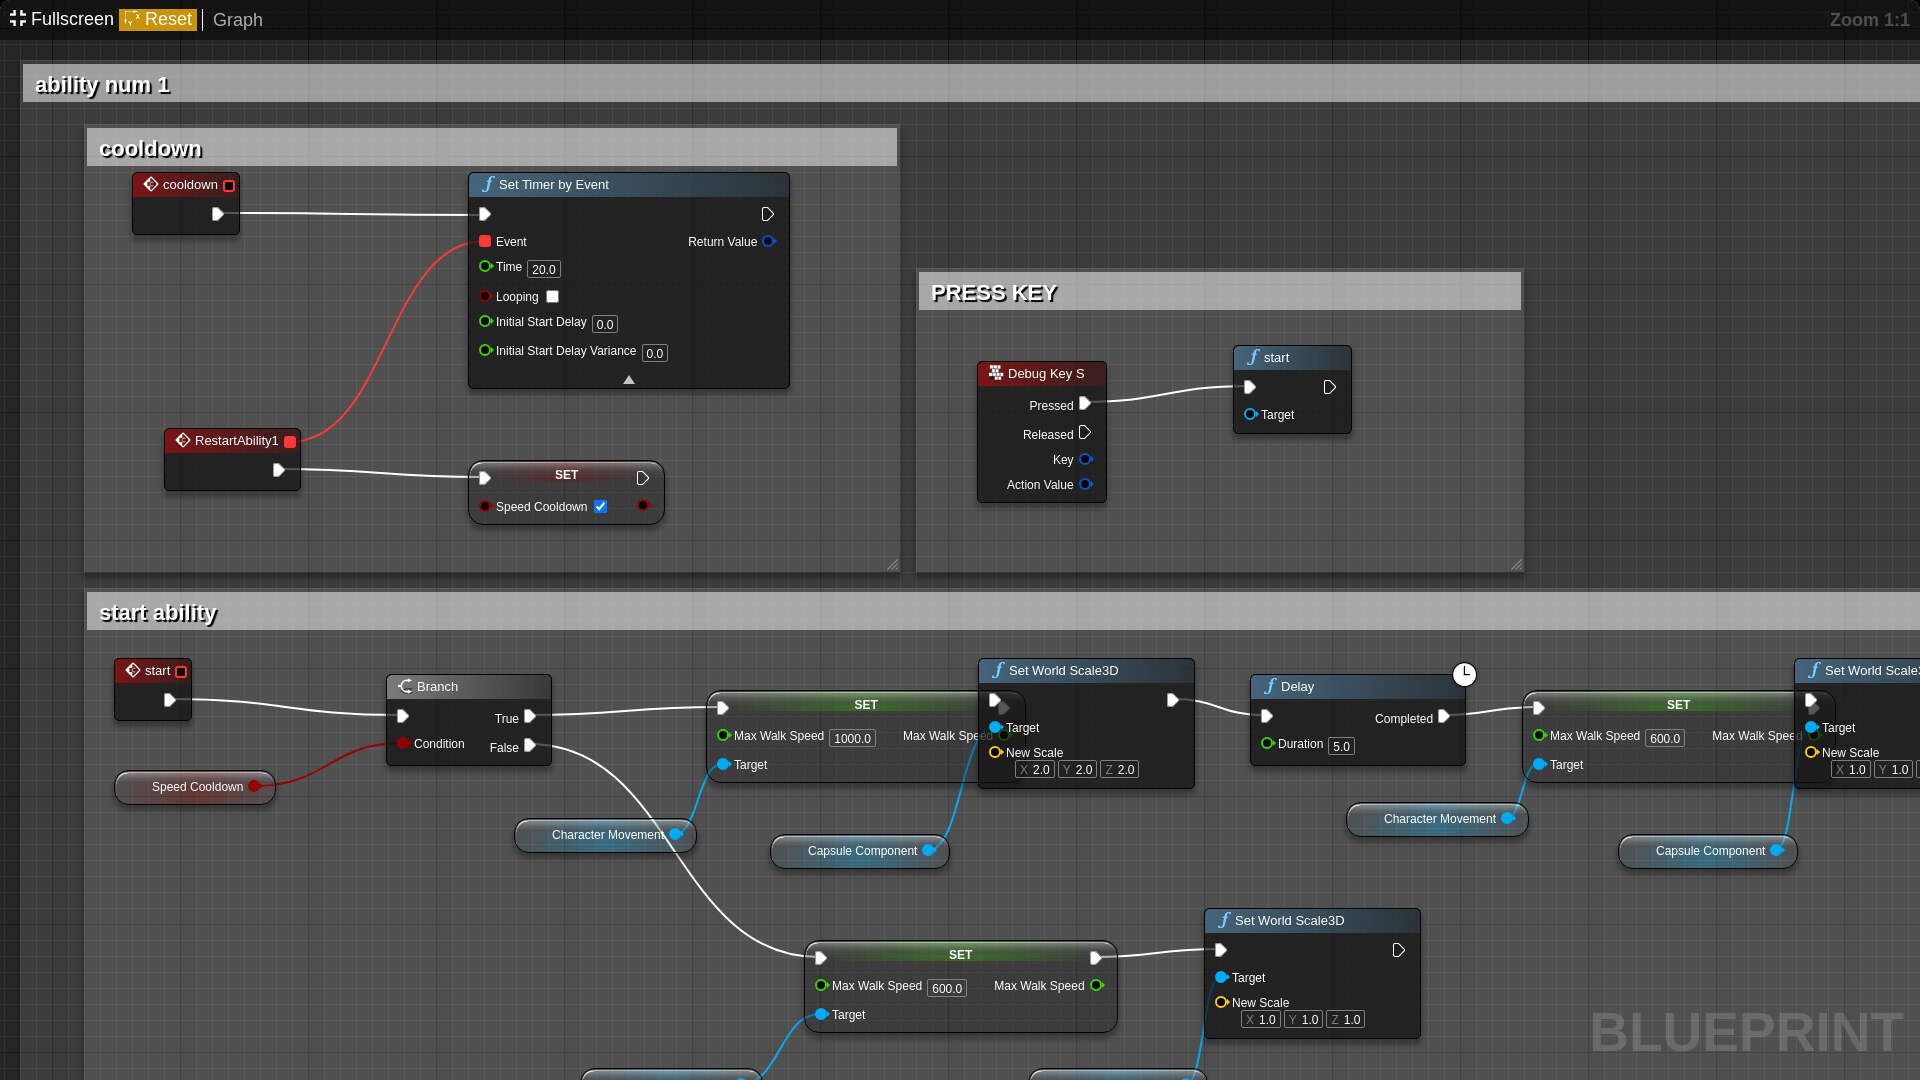 Fullscreen Reset Graph Zoom 1:1
ability num 1
cooldown
cooldown
Set Timer by Event
Event Return Value
Time 20.0
Looping
Initial Start Delay 0.0
Initial Start Delay Variance 0.0
RestartAbility1
SET
Speed Cooldown
PRESS KEY
Debug Key S
Pressed
Released
Key
Action Value
start
Target
start ability
start
Branch
True
Condition False
Speed Cooldown
SET
Max Walk Speed 1000.0 Max Walk Speed
Target
Character Movement
Set World Scale3D
Target
New Scale
X 2.0 Y 2.0 Z 2.0
Capsule Component
Delay
Completed
Duration 5.0
SET
Max Walk Speed 600.0 Max Walk Speed
Target
Character Movement
Set World Scale3
Target
New Scale
X 1.0 Y 1.0
Capsule Component
SET
Max Walk Speed 600.0 Max Walk Speed
Target
Set World Scale3D
Target
New Scale
X 1.0 Y 1.0 Z 1.0
BLUEPRINT